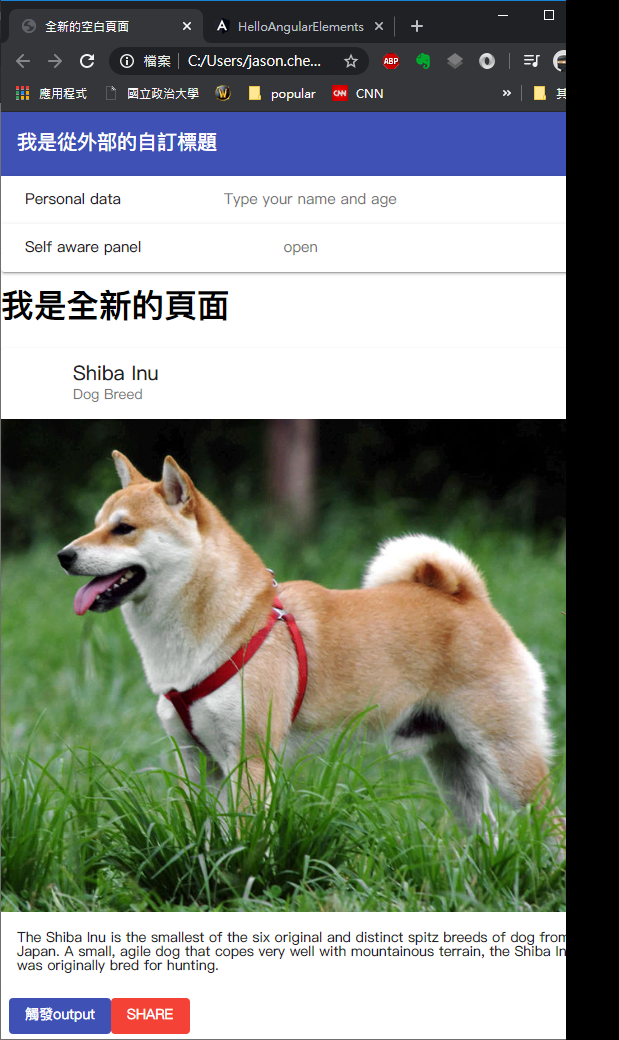 全新的空白頁面
HelloAngularElements
檔案 C:/Users/jason.che...
ABP
應用程式 國立政治大學 W popular CNN CNN
我是從外部的自訂標題
Personal data Type your name and age
Self aware panel open
我是全新的頁面
Shiba Inu
Dog Breed
The Shiba Inu is the smallest of the six original and distinct spitz breeds of dog from
Japan. A small, agile dog that copes very well with mountainous terrain, the Shiba In
was originally bred for hunting.
觸發output SHARE